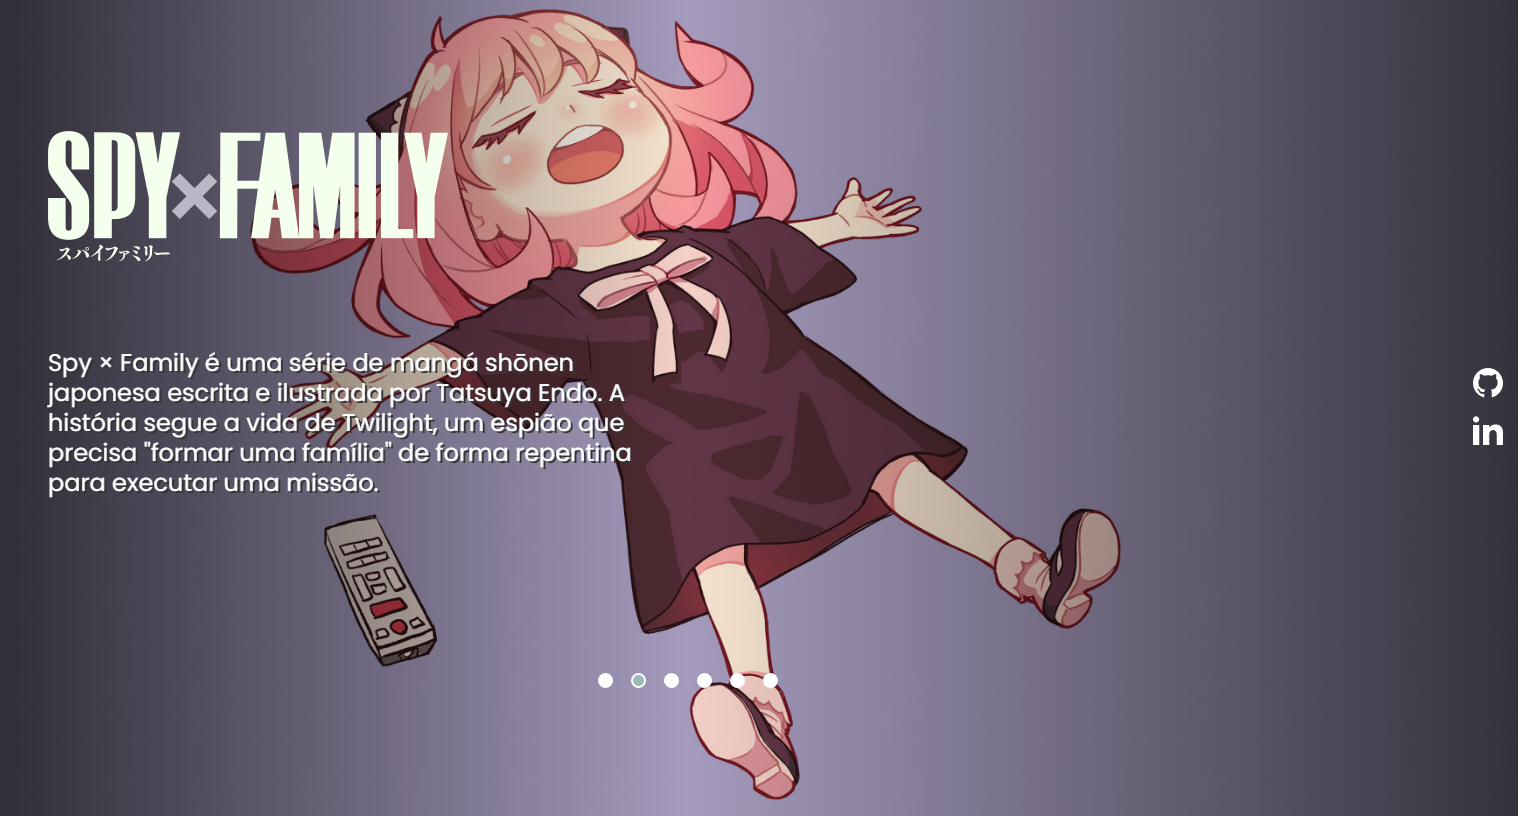 SPY×FAMILY
スパイファミリー
Spy × Family é uma série de mangá shōnen
japonesa escrita e ilustrada por Tatsuya Endo. A
história segue a vida de Twilight, um espião que
precisa "formar uma família" de forma repentina
para executar uma missão.
in